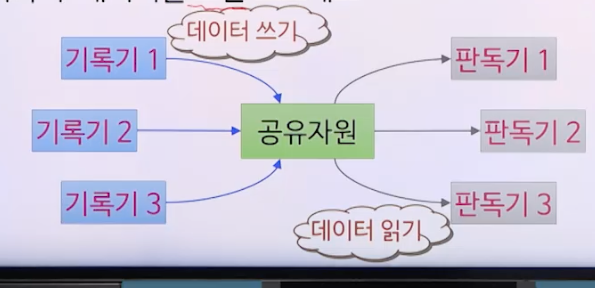 데이터 쓰기
기록기 1
판독기 1
기록기 2
공유자원
판독기 2
기록기 3
판독기 3
데이터 읽기